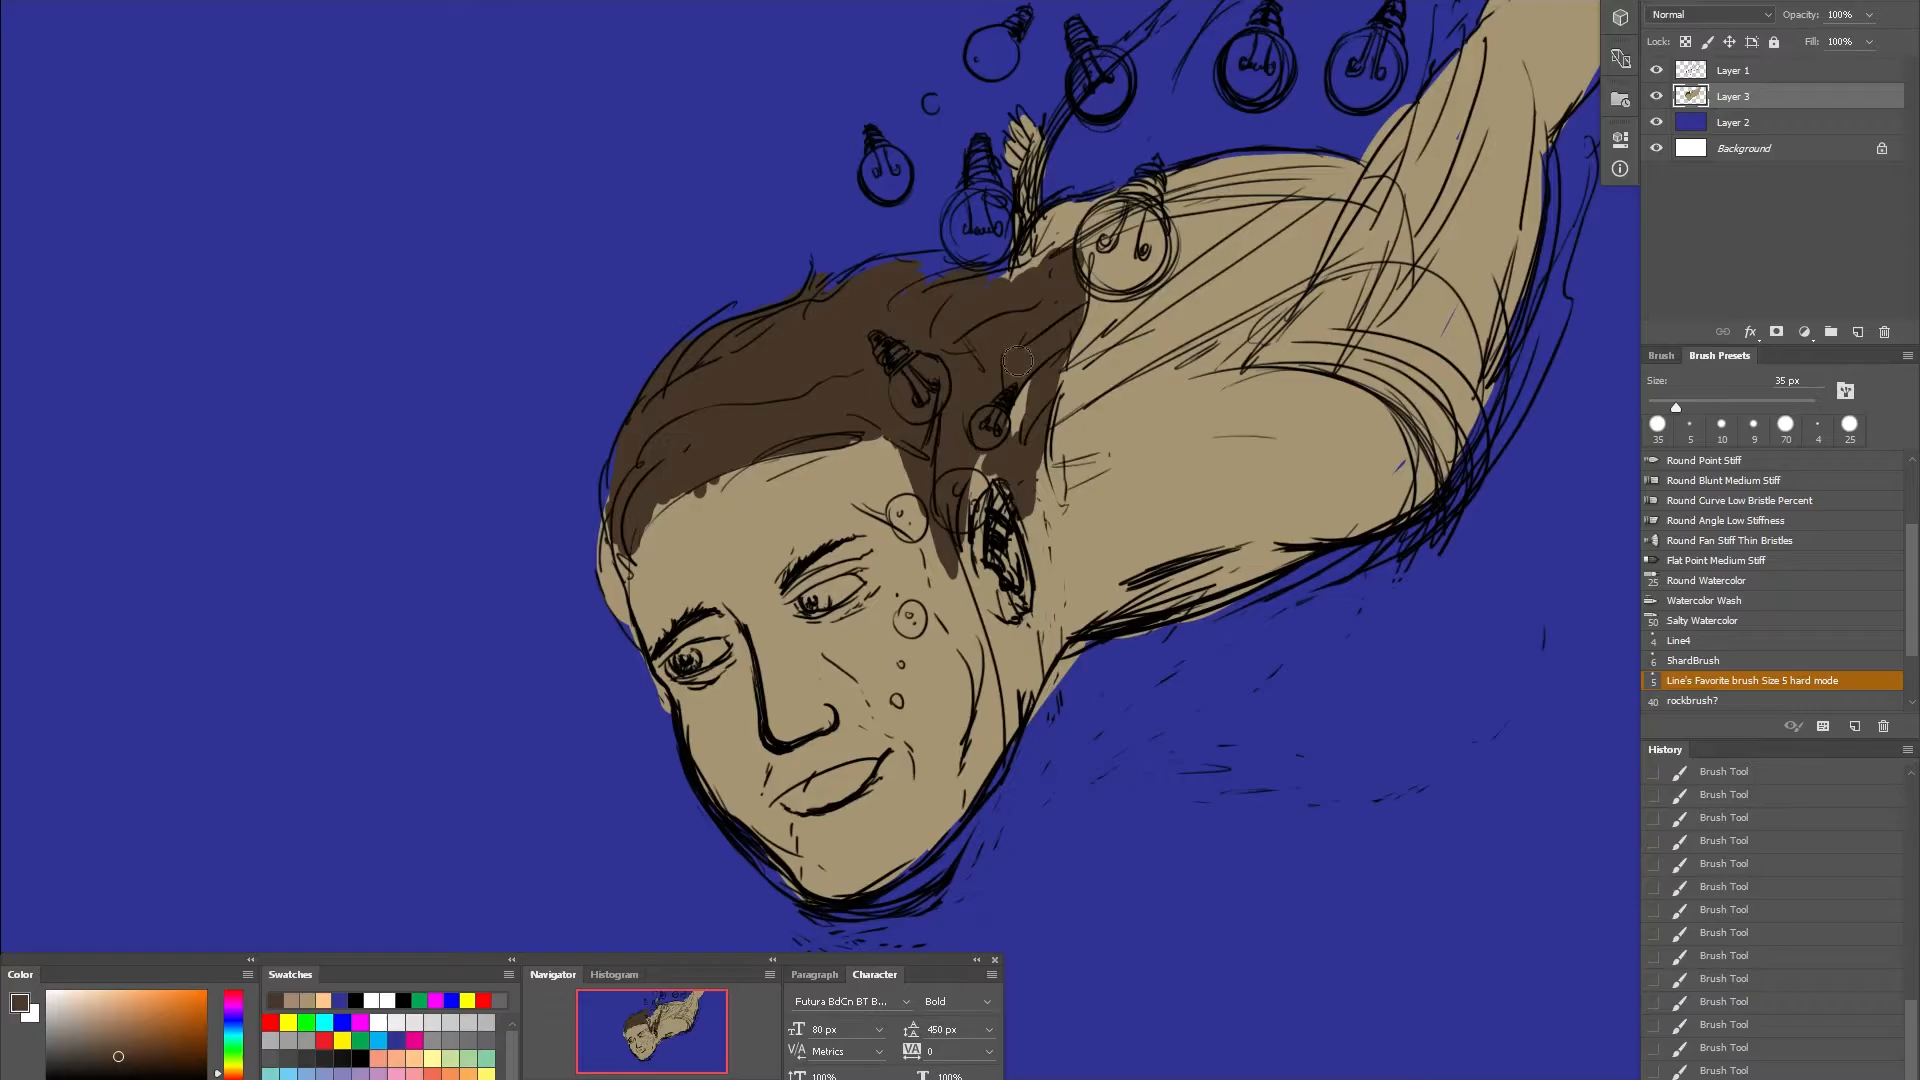 Normal
Opacity: 100%
Lock:
Fill: 100%
Layer 1
Layer 3
Layer 2
Background
Brush
Brush Presets
Size:
35 px
35 5 10 9 70 4 25
Round Point Stiff
Round Blunt Medium Stiff
Round Curve Low Bristle Percent
Round Angle Low Stiffness
Round Fan Stiff Thin Bristles
Flat Point Medium Stiff
25 Round Watercolor
Watercolor Wash
50 Salty Watercolor
4 Line4
6 5hardBrush
5 Line's Favorite brush Size 5 hard mode
40 rockbrush?
History
Brush Tool
Brush Tool
Brush Tool
Brush Tool
Brush Tool
Brush Tool
Brush Tool
Brush Tool
Brush Tool
Brush Tool
Brush Tool
Brush Tool
Brush Tool
Brush Tool
Color
Swatches
Navigator
Histogram
Paragraph
Character
Futura BdCn BT B...
Bold
80 px
450 px
Metrics
0
100%
100%